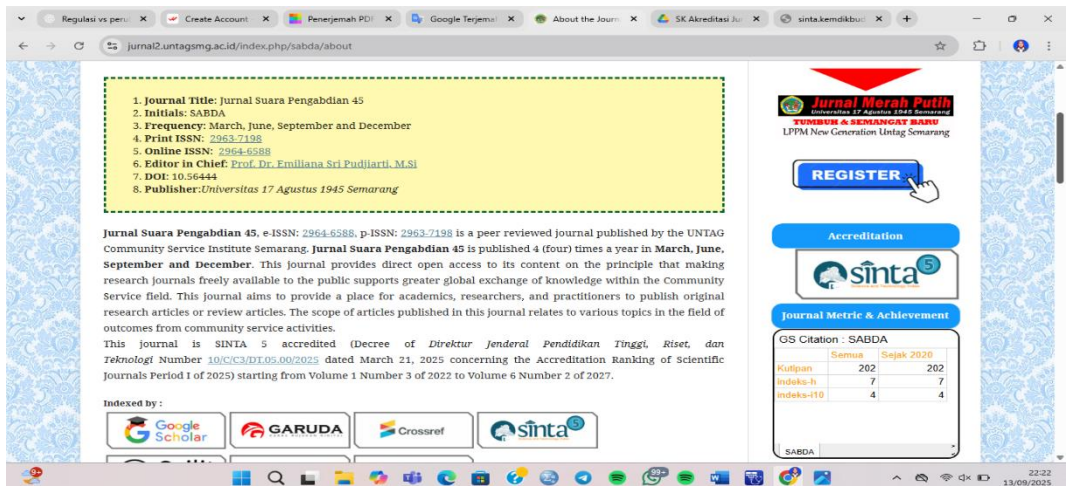 Regulasi vs peru
Create Account
Penerjemah PDI
Google Terjemal
About the Journ
SK Akreditasi Ju
sinta.kemdikbud
jurnal2.untagsmg.ac.id/index.php/sabda/about
1. Journal Title: Jurnal Suara Pengabdian 45
2. Initials: SABDA
3. Frequency: March, June, September and December
4. Print ISSN: 2963-7198
5. Online ISSN: 2964-6588
6. Editor in Chief: Prof. Dr. Emiliana Sri Pudjiarti, M.Si
7. DOI: 10.56444
8. Publisher:Universitas 17 Agustus 1945 Semarang
Jurnal Suara Pengabdian 45, e-ISSN: 2964-6588, p-ISSN: 2963-7198 is a peer reviewed journal published by the UNTAG
Community Service Institute Semarang. Jurnal Suara Pengabdian 45 is published 4 (four) times a year in March, June,
September and December. This journal provides direct open access to its content on the principle that making
research journals freely available to the public supports greater global exchange of knowledge within the Community
Service field. This journal aims to provide a place for academics, researchers, and practitioners to publish original
research articles or review articles. The scope of articles published in this journal relates to various topics in the field of
outcomes from community service activities.
This journal is SINTA 5 accredited (Decree of Direktur Jenderal Pendidikan Tinggi, Riset, dan
Teknologi Number 10/C/C3/DT.05.00/2025 dated March 21, 2025 concerning the Accreditation Ranking of Scientific
Journals Period I of 2025) starting from Volume 1 Number 3 of 2022 to Volume 6 Number 2 of 2027.
Indexed by :
Google Scholar
GARUDA
Crossref
sinta 5
Jurnal Merah Putih
Universitas 17 Agustus 1945 Semarang
TUMBUH & SEMANGAT BARU
LPPM New Generation Untag Semarang
REGISTER
Accreditation
sinta 5
Journal Metric & Achievement
GS Citation : SABDA
Semua Sejak 2020
Kutipan 202 202
indeks-h 7 7
indeks-i10 4 4
SABDA
99+
22:22
13/09/2025